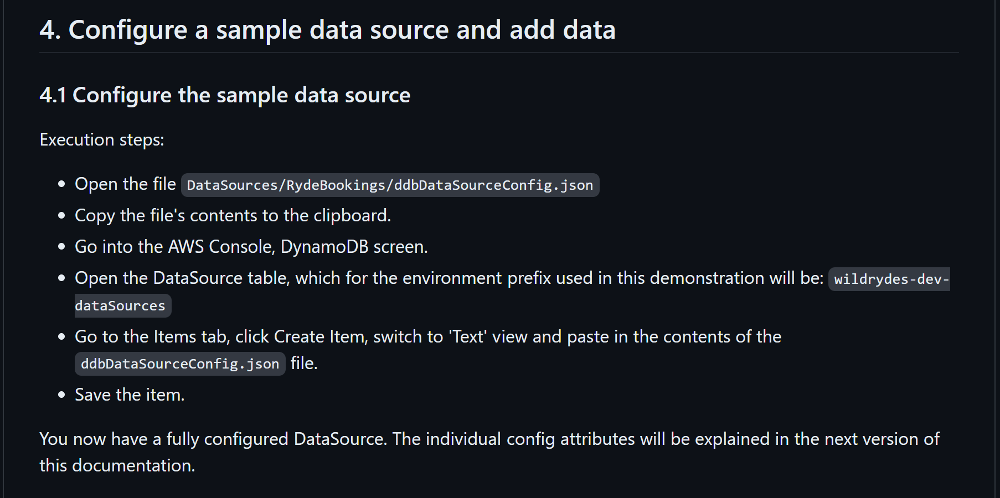 4. Configure a sample data source and add data
4.1 Configure the sample data source
Execution steps:
Open the file DataSources/RydeBookings/ddbDataSourceConfig.json
Copy the file's contents to the clipboard.
Go into the AWS Console, DynamoDB screen.
Open the DataSource table, which for the environment prefix used in this demonstration will be: wildrydes-dev-
dataSources
Go to the Items tab, click Create Item, switch to 'Text' view and paste in the contents of the
ddbDataSourceConfig.json file.
Save the item.
You now have a fully configured DataSource. The individual config attributes will be explained in the next version of
this documentation.